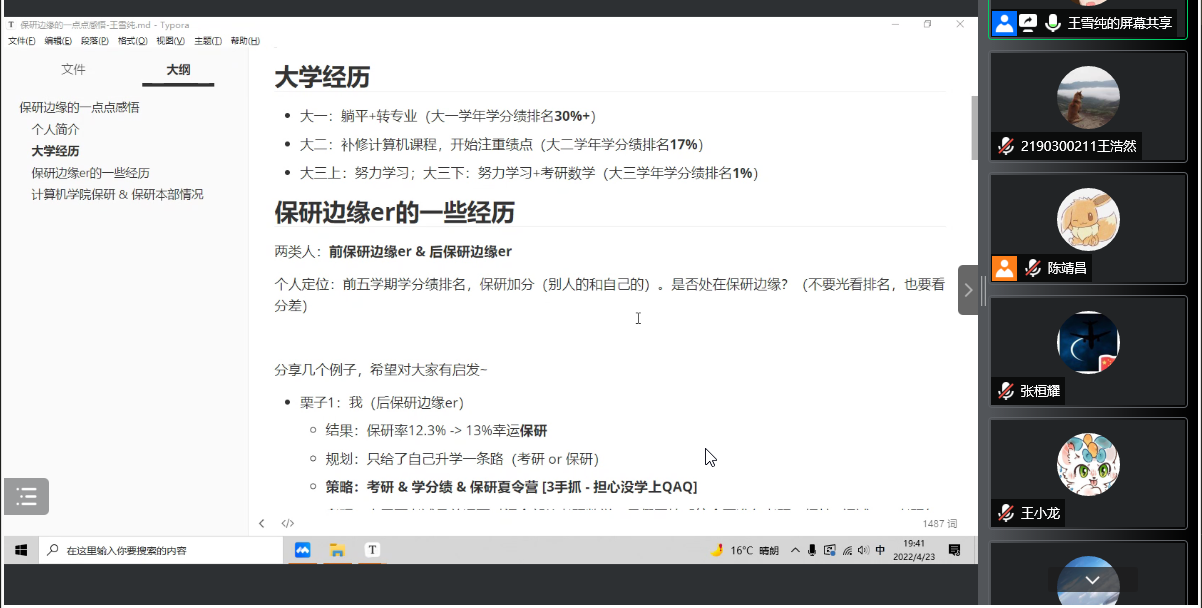 保研边缘的一点点感悟-王雪纯.md - Typora
文件(F) 编辑(E) 段落(P) 格式(O) 视图(V) 主题(T) 帮助(H)
文件 大纲
保研边缘的一点点感悟
个人简介
大学经历
保研边缘er的一些经历
计算机学院保研 & 保研本部情况
大学经历
大一：躺平+转专业（大一学年学分绩排名30%+）
大二：补修计算机课程，开始注重绩点（大二学年学分绩排名17%）
大三上：努力学习；大三下：努力学习+考研数学（大三学年学分绩排名1%）
保研边缘er的一些经历
两类人：前保研边缘er & 后保研边缘er
个人定位：前五学期学分绩排名，保研加分（别人的和自己的）。是否处在保研边缘？（不要光看排名，也要看
分差）
分享几个例子，希望对大家有启发~
栗子1：我（后保研边缘er）
结果：保研率12.3% -> 13%幸运保研
规划：只给了自己升学一条路（考研 or 保研）
策略：考研 & 学分绩 & 保研夏令营 [3手抓 - 担心没学上QAQ]
1487 词
在这里输入你要搜索的内容
T
16°C 晴朗
中
19:41
2022/4/23
王雪纯的屏幕共享
2190300211王浩然
陈靖昌
张桓耀
王小龙